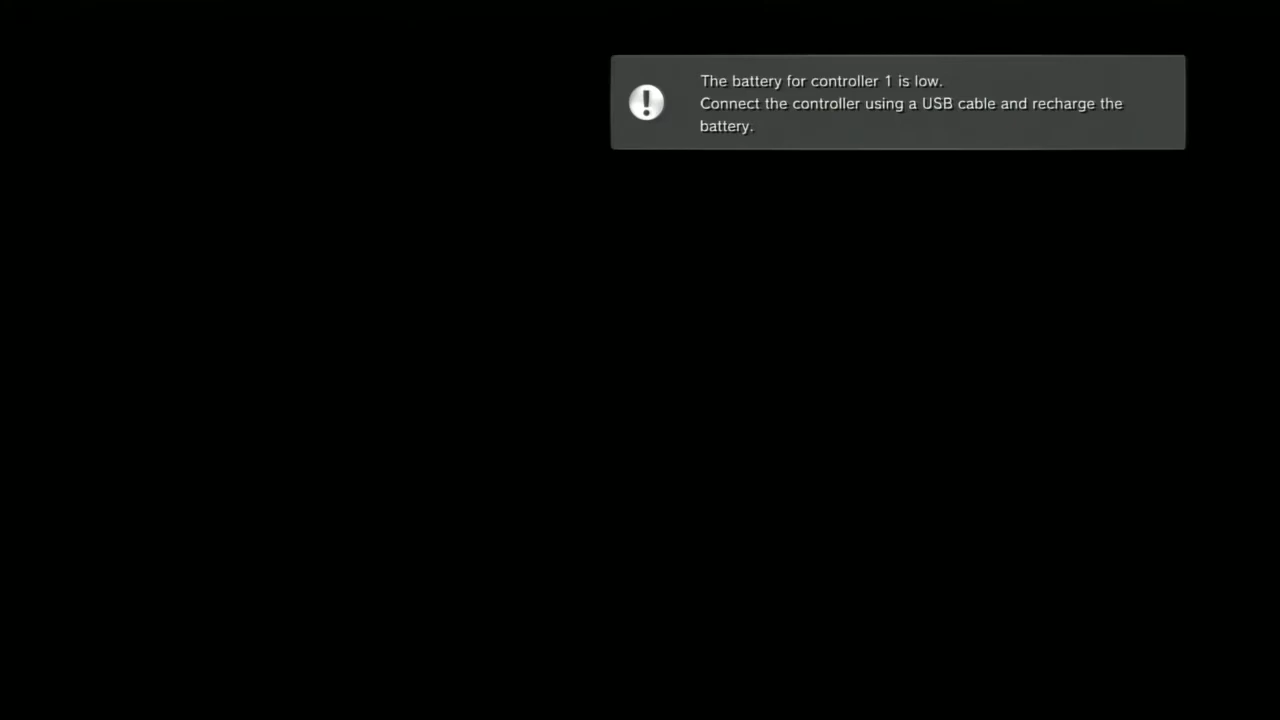 The battery for controller 1 is low.
Connect the controller using a USB cable and recharge the
battery.